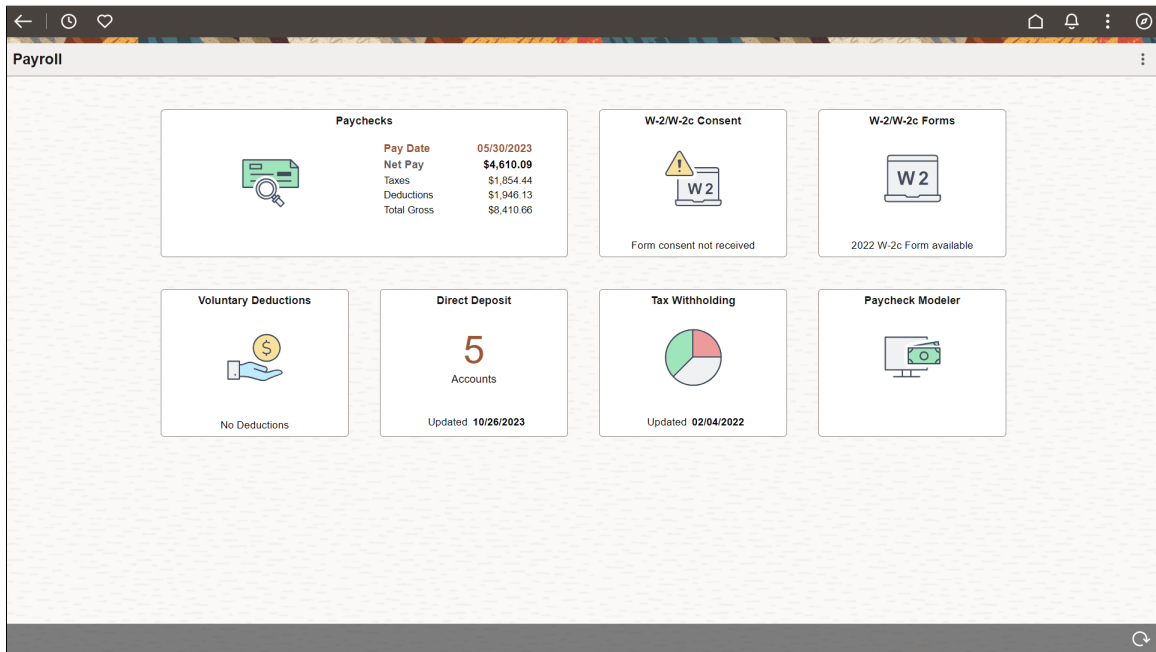 Payroll
Paychecks
Pay Date 05/30/2023
Net Pay $4,610.09
Taxes $1,854.44
Deductions $1,946.13
Total Gross $8,410.66
W-2/W-2c Consent
W 2
Form consent not received
W-2/W-2c Forms
W 2
2022 W-2c Form available
Voluntary Deductions
$
No Deductions
Direct Deposit
5
Accounts
Updated 10/26/2023
Tax Withholding
Updated 02/04/2022
Paycheck Modeler